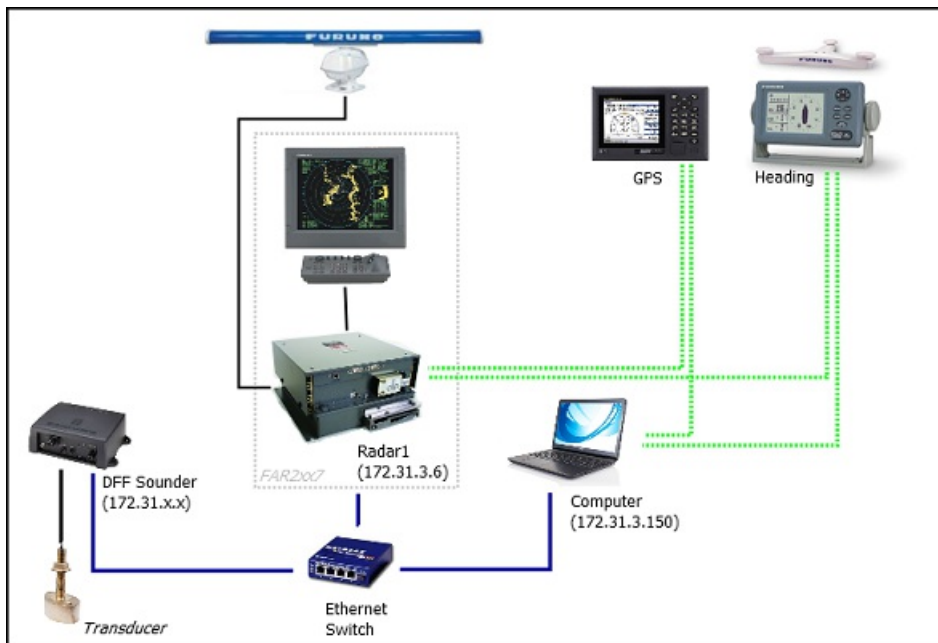 FURUNO
FURUNO
GPS
Heading
Radar1
(172.31.3.6)
FAR2xx7
DFF Sounder
(172.31.x.x)
Computer
(172.31.3.150)
Ethernet
Switch
Transducer